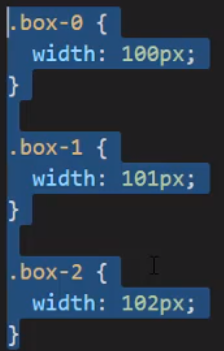 .box-0 {
  width: 100px;
}

.box-1 {
  width: 101px;
}

.box-2 {
  width: 102px;
}